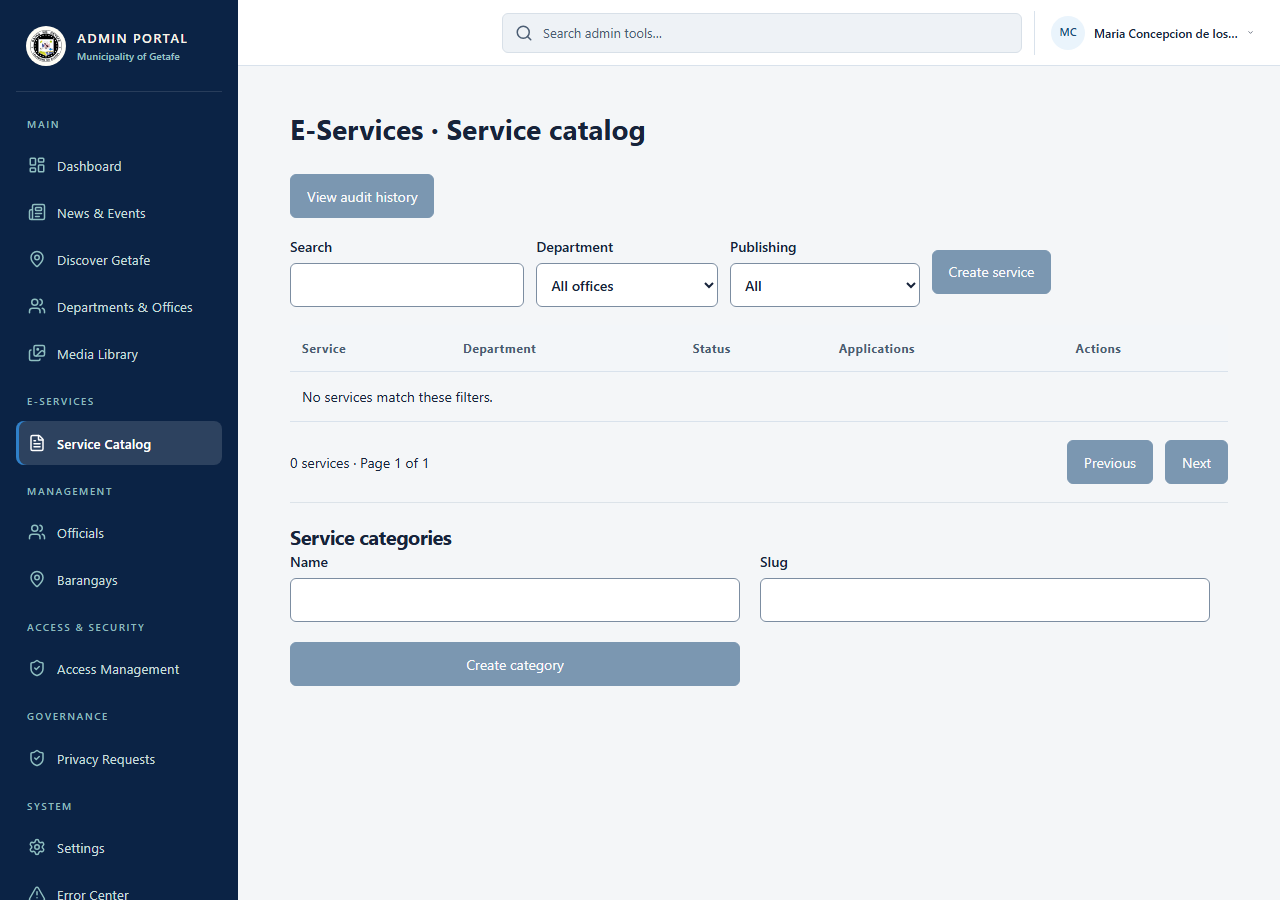 ADMIN PORTAL
Municipality of Getafe
Search admin tools...
MC
Maria Concepcion de los...
MAIN
Dashboard
News & Events
Discover Getafe
Departments & Offices
Media Library
E-SERVICES
Service Catalog
MANAGEMENT
Officials
Barangays
ACCESS & SECURITY
Access Management
GOVERNANCE
Privacy Requests
SYSTEM
Settings
Error Center
E-Services · Service catalog
View audit history
Search
Department
Publishing
All offices
All
Create service
Service Department Status Applications Actions
No services match these filters.
0 services · Page 1 of 1
Previous
Next
Service categories
Name
Slug
Create category